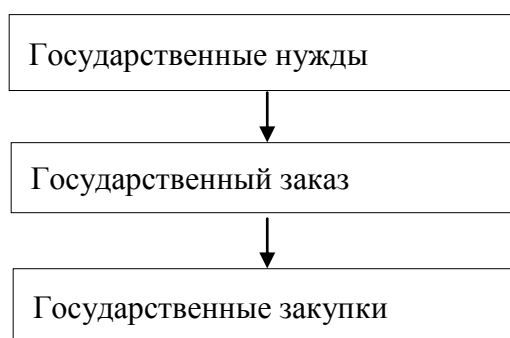 Государственные нужды
Государственный заказ
Государственные закупки